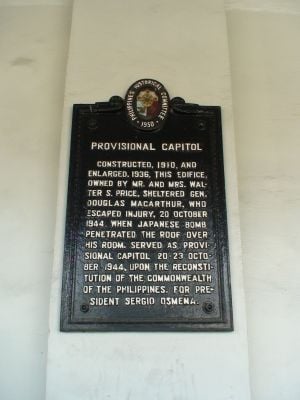 PHILIPPINES HISTORICAL COMMITTEE
• 1950 •
PROVISIONAL CAPITOL
CONSTRUCTED, 1910, AND
ENLARGED, 1936, THIS EDIFICE,
OWNED BY MR. AND MRS. WAL-
TER S. PRICE, SHELTERED GEN.
DOUGLAS MACARTHUR, WHO
ESCAPED INJURY, 20 OCTOBER
1944, WHEN JAPANESE BOMB
PENETRATED THE ROOF OVER
HIS ROOM. SERVED AS PROVI-
SIONAL CAPITOL 20-23 OCTO-
BER 1944, UPON THE RECONSTI-
TUTION OF THE COMMONWEALTH
OF THE PHILIPPINES. FOR PRE-
SIDENT SERGIO OSMEÑA.